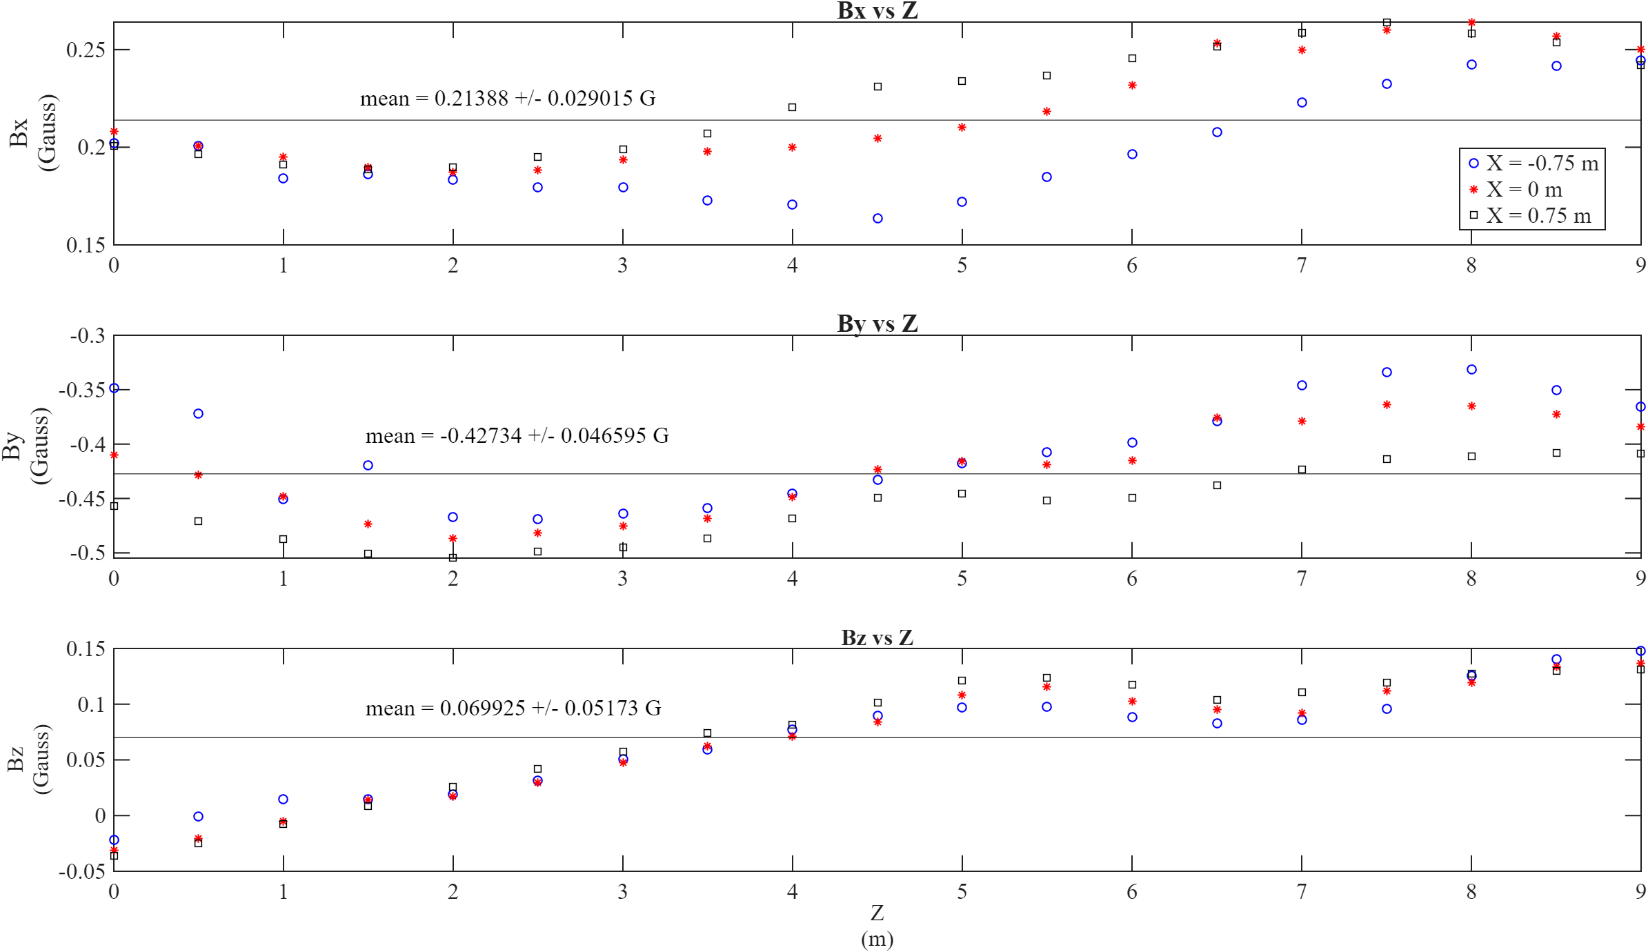 Bx vs Z
0.25
0.2
0.15
Bx
(Gauss)
mean = 0.21388 +/- 0.029015 G
X = -0.75 m
X = 0 m
X = 0.75 m
0 1 2 3 4 5 6 7 8 9
By vs Z
-0.3
-0.35
-0.4
-0.45
-0.5
By
(Gauss)
mean = -0.42734 +/- 0.046595 G
0 1 2 3 4 5 6 7 8 9
Bz vs Z
0.15
0.1
0.05
0
-0.05
Bz
(Gauss)
mean = 0.069925 +/- 0.05173 G
0 1 2 3 4 5 6 7 8 9
Z
(m)